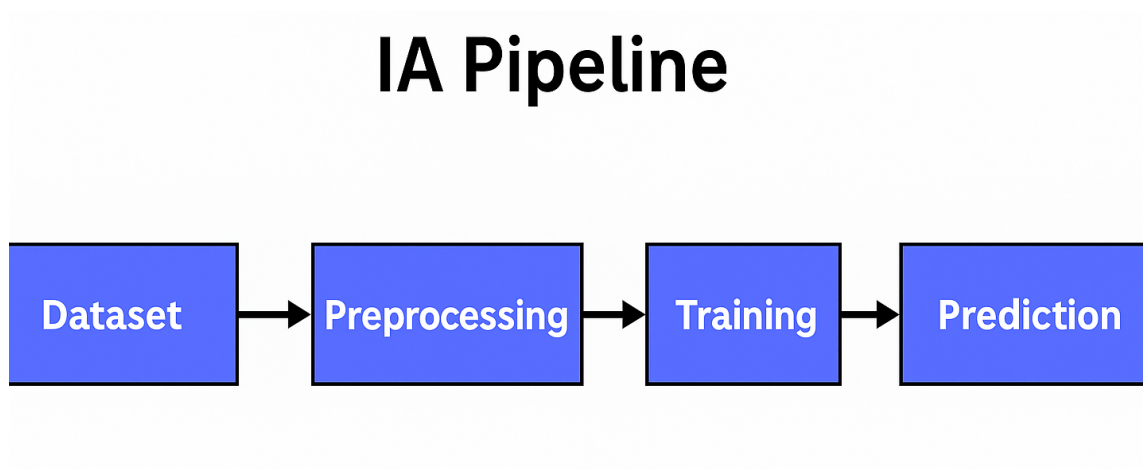 IA Pipeline
Dataset
Preprocessing
Training
Prediction